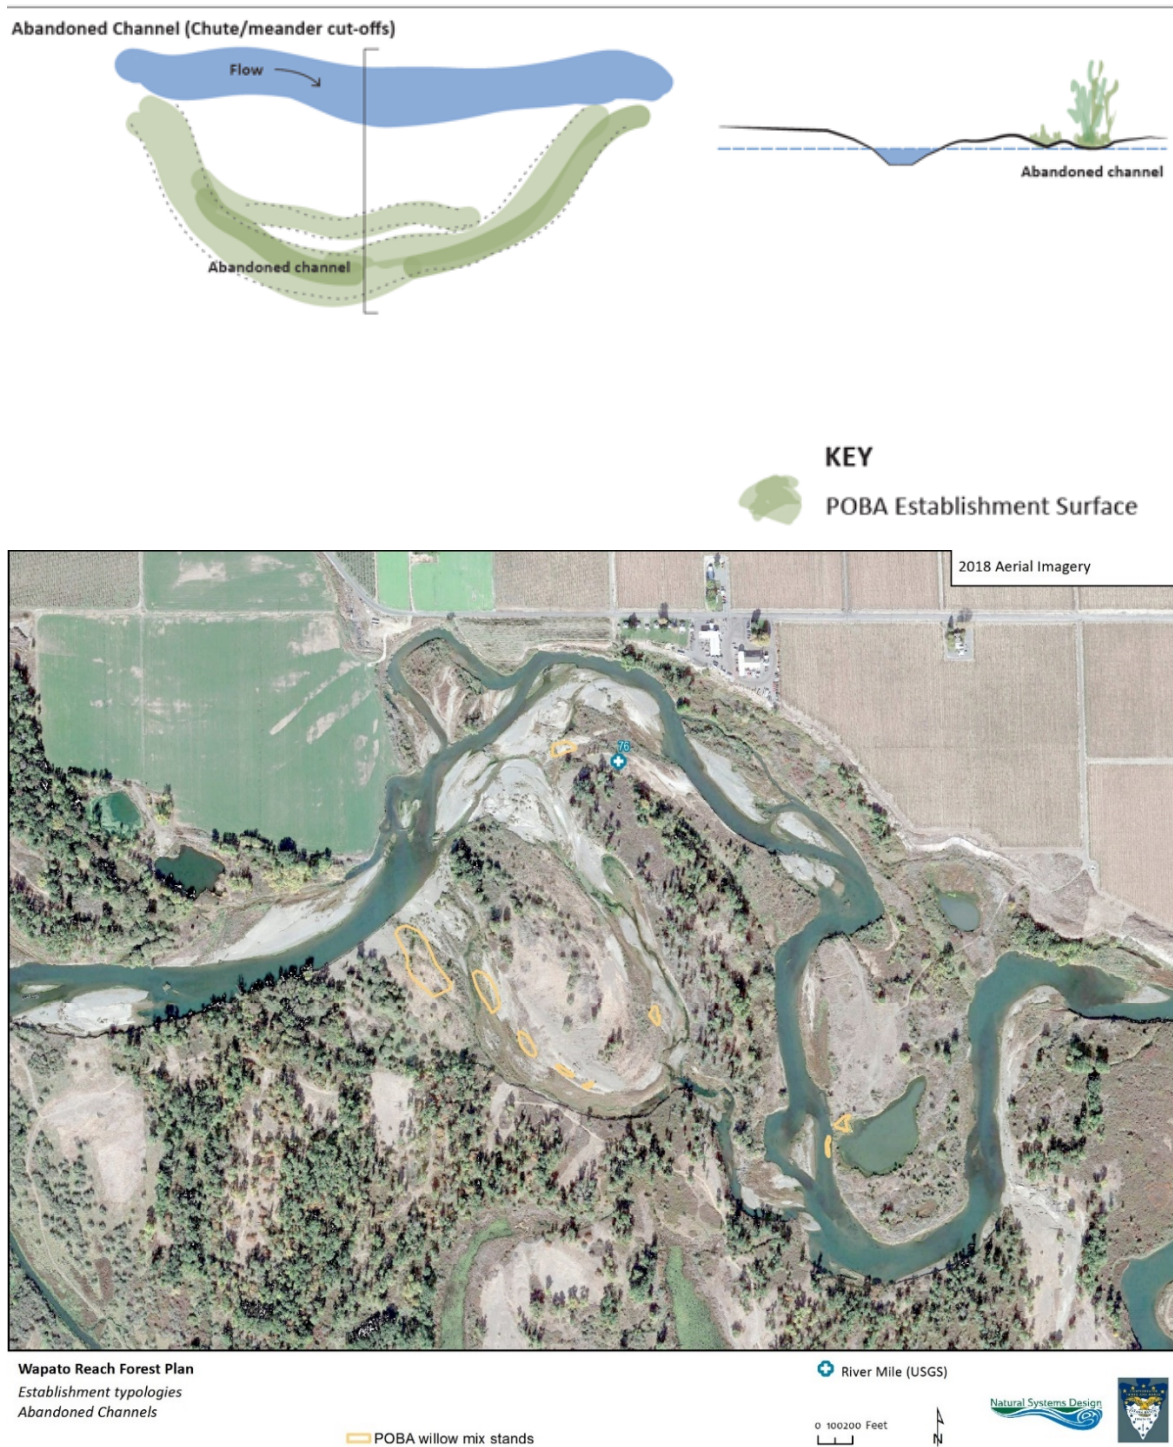 Abandoned Channel (Chute/meander cut-offs)
Flow
Abandoned channel
Abandoned channel
KEY
POBA Establishment Surface
2018 Aerial Imagery
76
Wapato Reach Forest Plan
Establishment typologies
Abandoned Channels
POBA willow mix stands
River Mile (USGS)
0 100200 Feet
N
Natural Systems Design